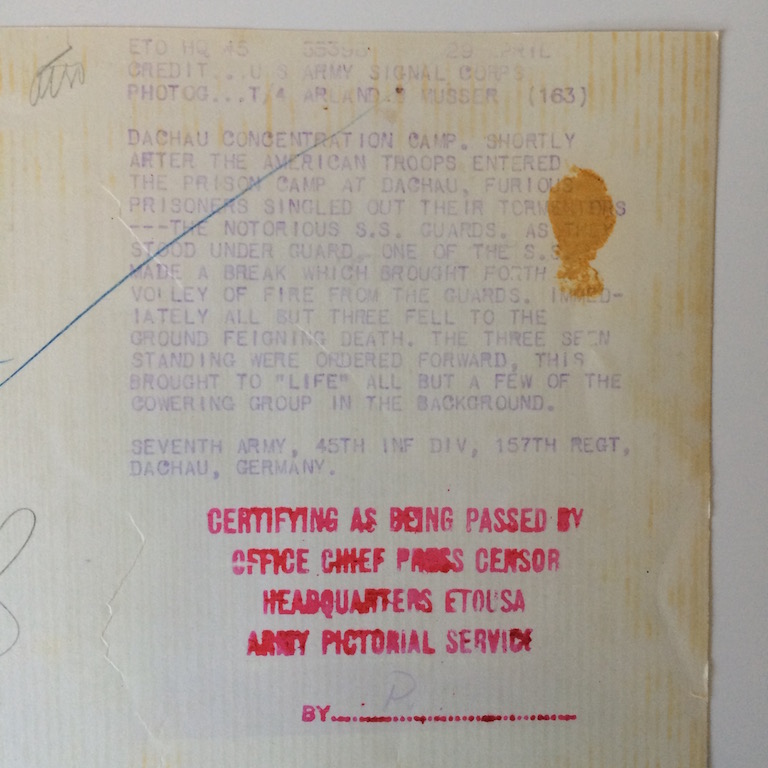 ETO HQ 45 29 APRIL
CREDIT...U S ARMY SIGNAL CORPS
PHOTOG...T/4 ARLAND MUSSER (163)
DACHAU CONCENTRATION CAMP. SHORTLY
AFTER THE AMERICAN TROOPS ENTERED
THE PRISON CAMP AT DACHAU, FURIOUS
PRISONERS SINGLED OUT THEIR TORMENTORS
---THE NOTORIOUS S.S. GUARDS. AS THEY
STOOD UNDER GUARD, ONE OF THE S.S.
MADE A BREAK WHICH BROUGHT FORTH
VOLLEY OF FIRE FROM THE GUARDS. IMMED-
IATELY ALL BUT THREE FELL TO THE
GROUND FEIGNING DEATH. THE THREE SEEN
STANDING WERE ORDERED FORWARD, THIS
BROUGHT TO "LIFE" ALL BUT A FEW OF THE
COWERING GROUP IN THE BACKGROUND.
SEVENTH ARMY, 45TH INF DIV, 157TH REGT,
DACHAU, GERMANY.
CERTIFYING AS BEING PASSED BY
OFFICE CHIEF PRESS CENSOR
HEADQUARTERS ETOUSA
ARMY PICTORIAL SERVICE
BY